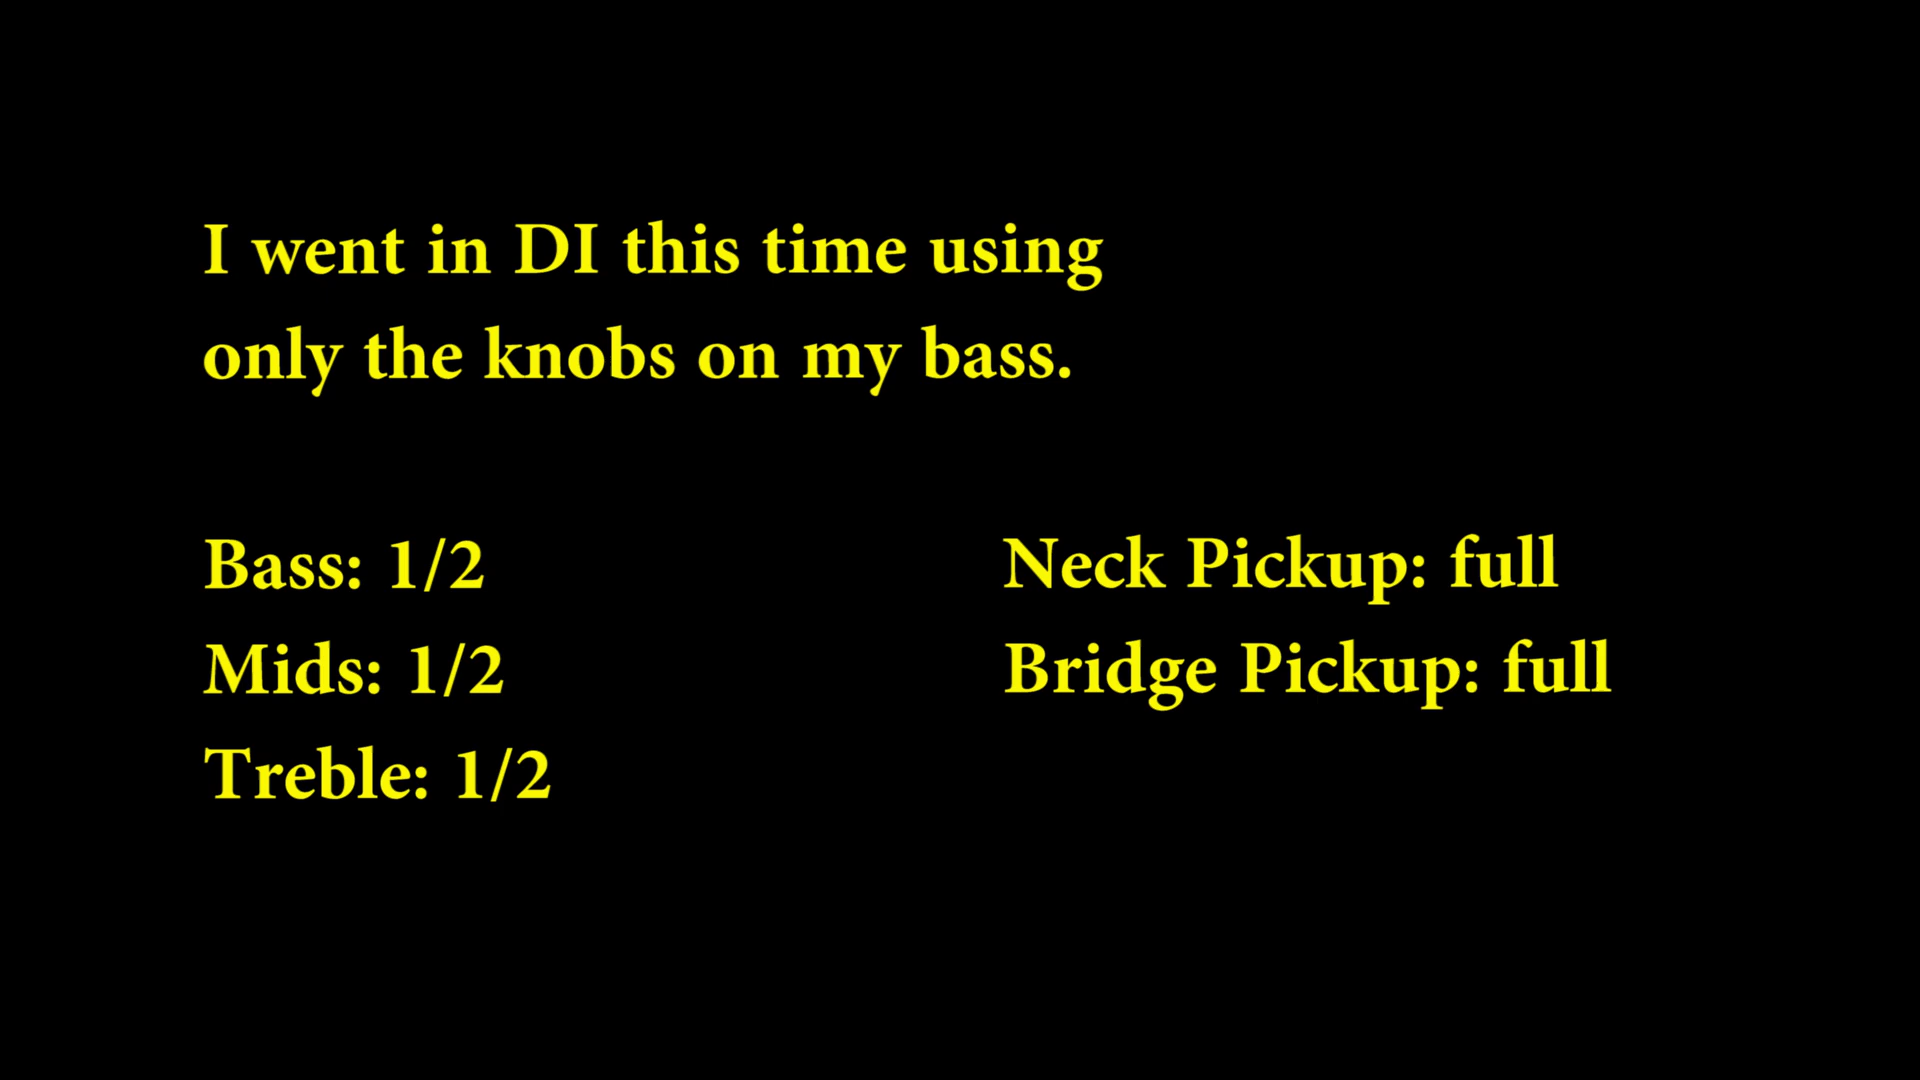 I went in DI this time using
only the knobs on my bass.
Bass: 1/2
Mids: 1/2
Treble: 1/2
Neck Pickup: full
Bridge Pickup: full